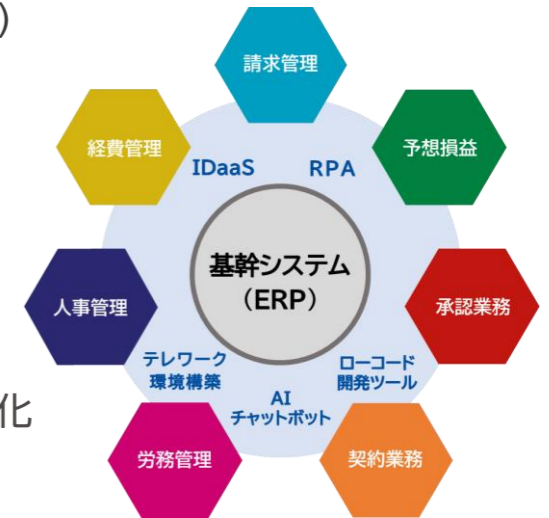 )
請求管理
経費管理
予想損益
IDaaS
RPA
基幹システム
（ERP）
人事管理
承認業務
テレワーク
環境構築
ローコード
開発ツール
AI
チャットボット
化
労務管理
契約業務